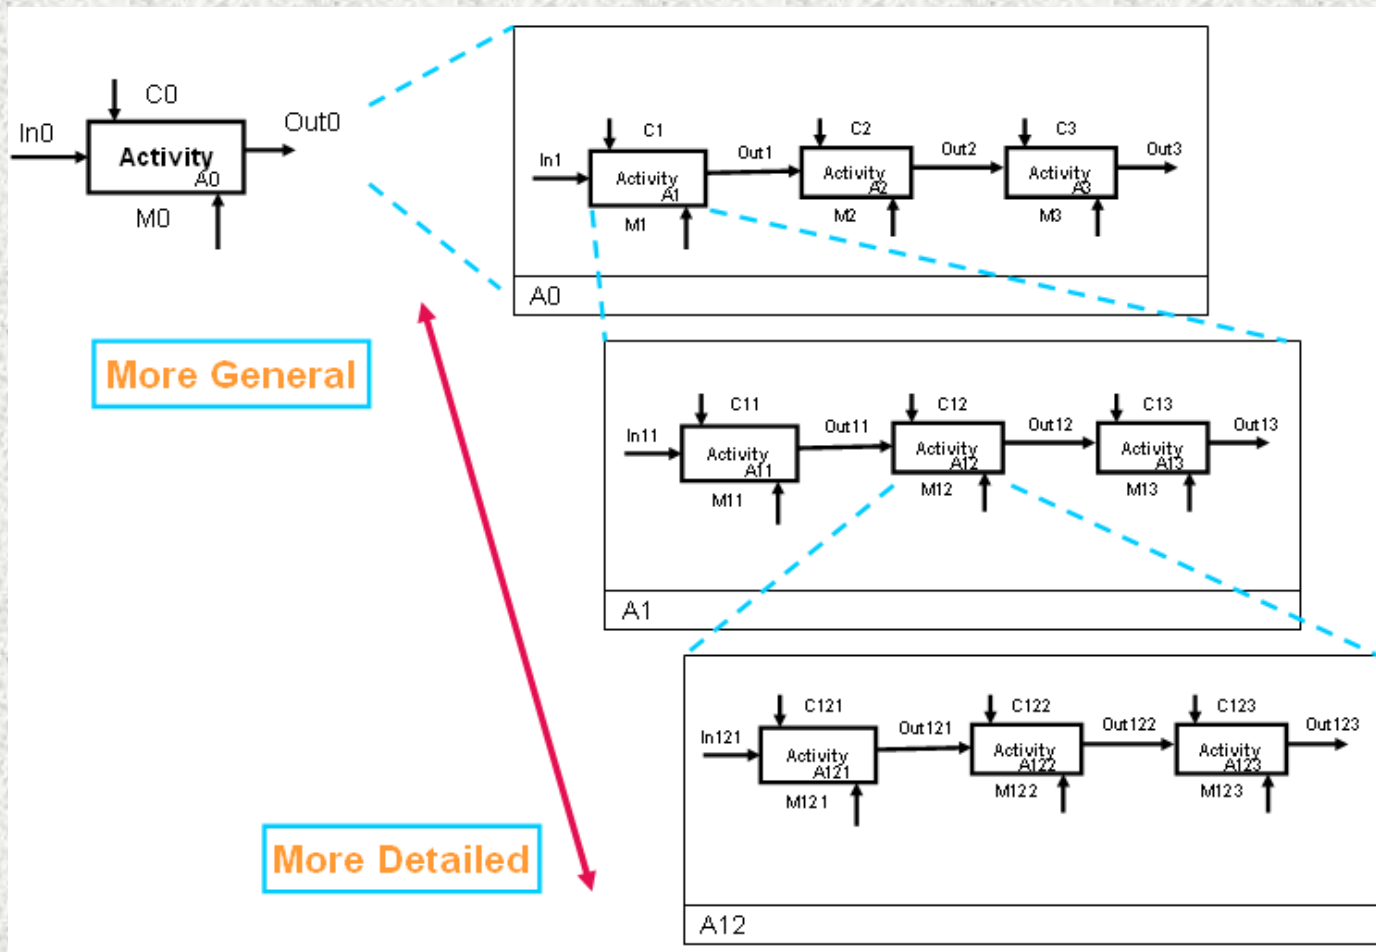 C0
In0
Out0
Activity
A0
M0
C1
C2
C3
In1
Out1
Out2
Out3
Activity
A1
Activity
A2
Activity
A3
M1
M2
M3
A0
More General
C11
C12
C13
In11
Out11
Out12
Out13
Activity
A11
Activity
A12
Activity
A13
M11
M12
M13
A1
C121
C122
C123
In121
Out121
Out122
Out123
Activity
A121
Activity
A122
Activity
A123
M121
M122
M123
More Detailed
A12